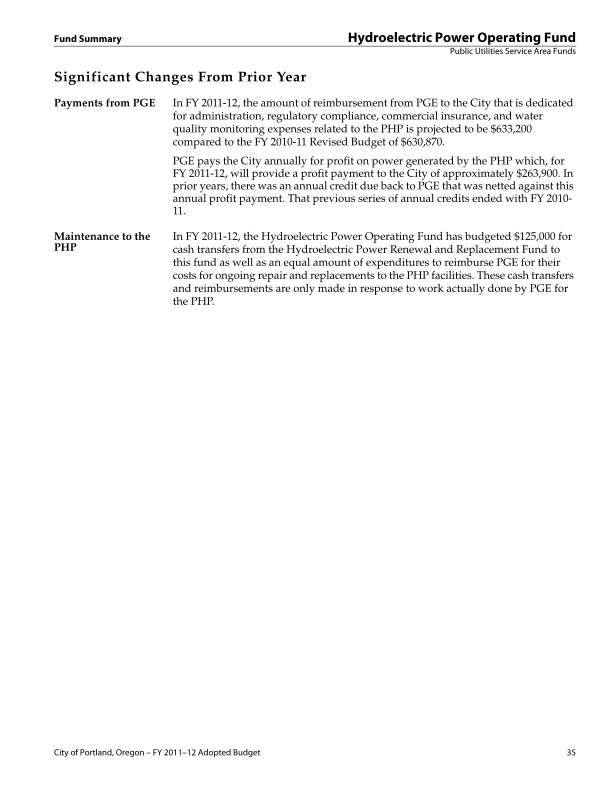 Fund Summary
Hydroelectric Power Operating Fund
Public Utilities Service Area Funds
Significant Changes From Prior Year
Payments from PGE
In FY 2011-12, the amount of reimbursement from PGE to the City that is dedicated
for administration, regulatory compliance, commercial insurance, and water
quality monitoring expenses related to the PHP is projected to be $633,200
compared to the FY 2010-11 Revised Budget of $630,870.
PGE pays the City annually for profit on power generated by the PHP which, for
FY 2011-12, will provide a profit payment to the City of approximately $263,900. In
prior years, there was an annual credit due back to PGE that was netted against this
annual profit payment. That previous series of annual credits ended with FY 2010-
11.
Maintenance to the
PHP
In FY 2011-12, the Hydroelectric Power Operating Fund has budgeted $125,000 for
cash transfers from the Hydroelectric Power Renewal and Replacement Fund to
this fund as well as an equal amount of expenditures to reimburse PGE for their
costs for ongoing repair and replacements to the PHP facilities. These cash transfers
and reimbursements are only made in response to work actually done by PGE for
the PHP.
City of Portland, Oregon – FY 2011–12 Adopted Budget
35